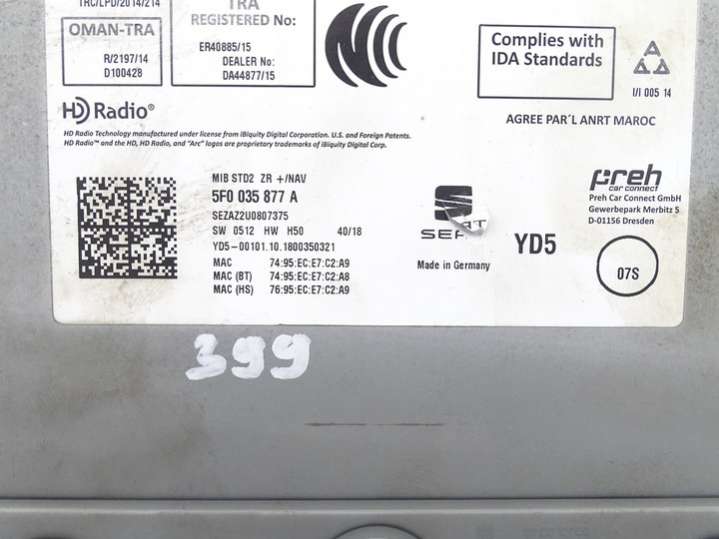 TRC/LPD/2014/214
OMAN-TRA
R/2197/14
D100428
TRA
REGISTERED No:
ER40885/15
DEALER No:
DA44877/15
Complies with
IDA Standards
I/I 005 14
AGREE PAR´L ANRT MAROC
HD Radio®
HD Radio Technology manufactured under license from iBiquity Digital Corporation. U.S. and Foreign Patents.
HD Radio™ and the HD, HD Radio, and “Arc” logos are proprietary trademarks of iBiquity Digital Corp.
MIB STD2 ZR +/NAV
5F0 035 877 A
SEZAZ2U0807375
SW 0512 HW H50 40/18
YD5-00101.10.1800350321
MAC 74:95:EC:E7:C2:A9
MAC (BT) 74:95:EC:E7:C2:A8
MAC (HS) 76:95:EC:E7:C2:A9
SEAT
Made in Germany
YD5
preh
car connect
Preh Car Connect GmbH
Gewerbepark Merbitz 5
D-01156 Dresden
07S
399